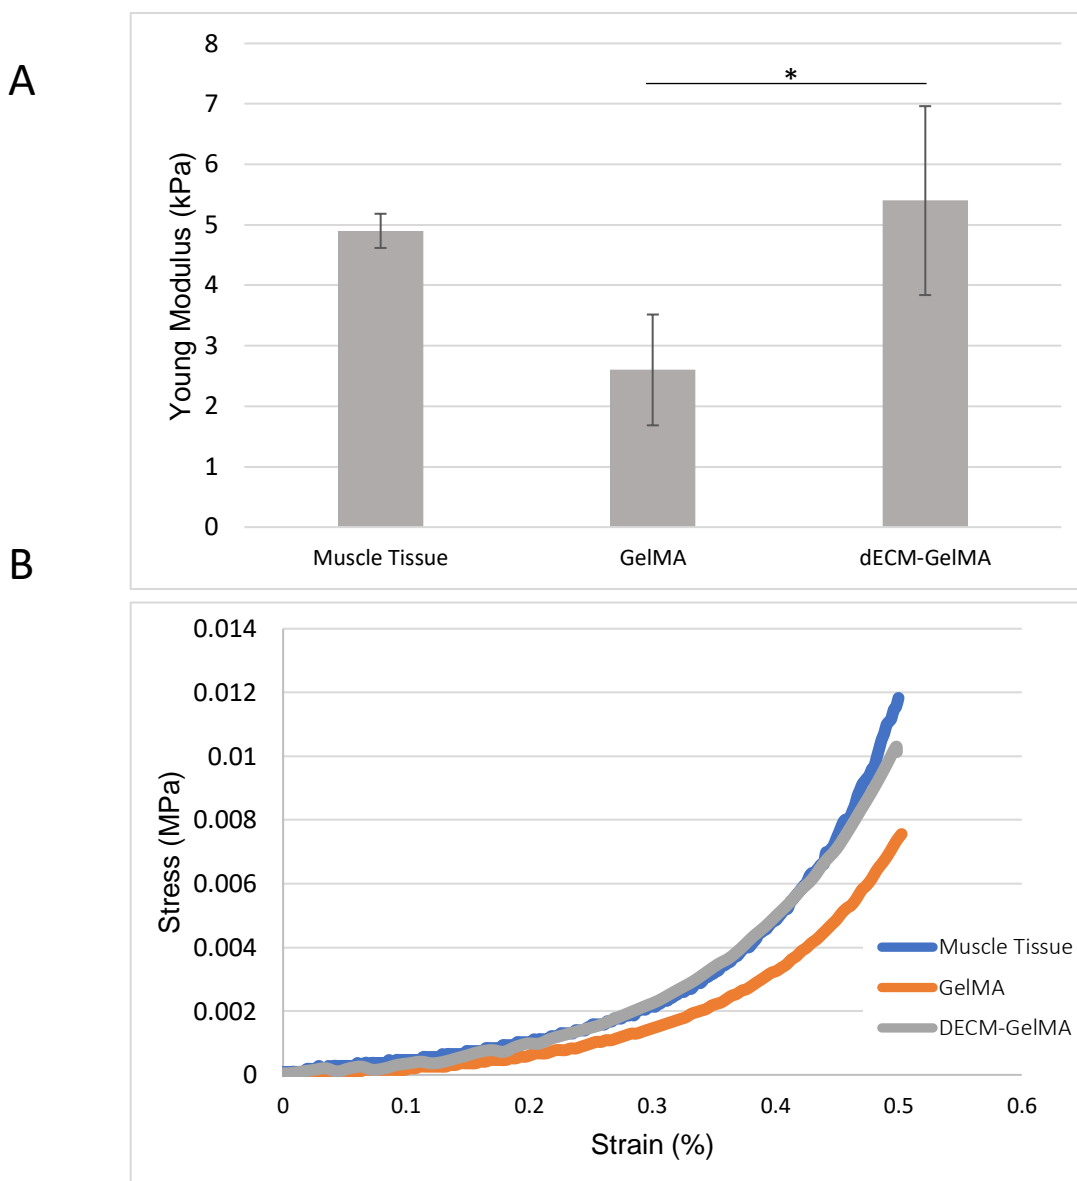 A
Young Modulus (kPa)
8
7
6
5
4
3
2
1
0
*
Muscle Tissue GelMA dECM-GelMA
B
Stress (MPa)
0.014
0.012
0.01
0.008
0.006
0.004
0.002
0
Muscle Tissue
GelMA
DECM-GelMA
0 0.1 0.2 0.3 0.4 0.5 0.6
Strain (%)